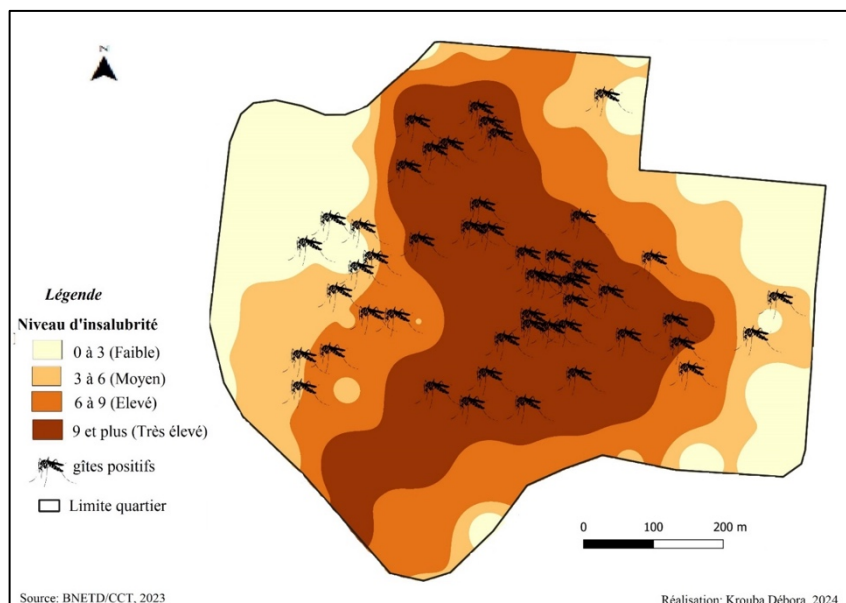 N
Légende
Niveau d'insalubrité
0 à 3 (Faible)
3 à 6 (Moyen)
6 à 9 (Elevé)
9 et plus (Très élevé)
gîtes positifs
Limite quartier
0 100 200 m
Source: BNETD/CCT, 2023
Réalisation: Krouba Débora, 2024